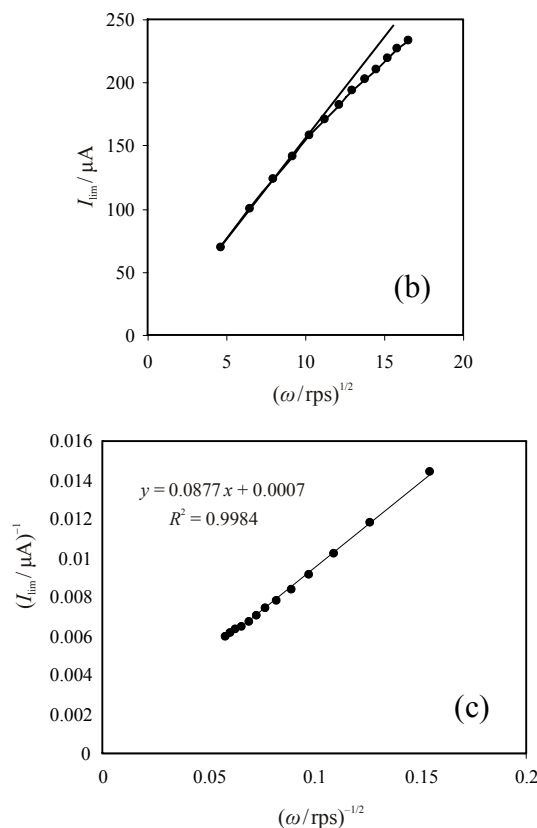 250
200
150
100
50
0
I_lim / μA
0 5 10 15 20
(ω/rps)^1/2
(b)
0.016
0.014
0.012
0.01
0.008
0.006
0.004
0.002
0
(I_lim / μA)^−1
y = 0.0877 x + 0.0007
R² = 0.9984
0 0.05 0.1 0.15 0.2
(ω/rps)^−1/2
(c)